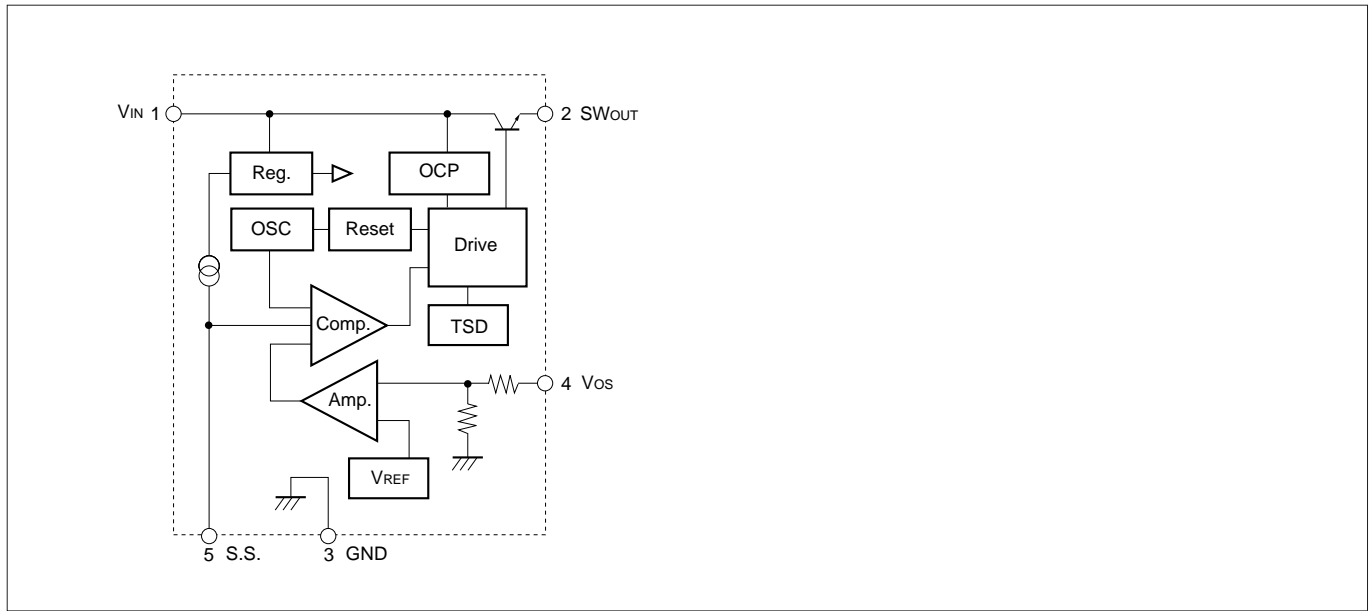 VIN 1
2 SWOUT
Reg.
OCP
OSC
Reset
Drive
Comp.
TSD
4 VOS
Amp.
VREF
5 S.S.
3 GND